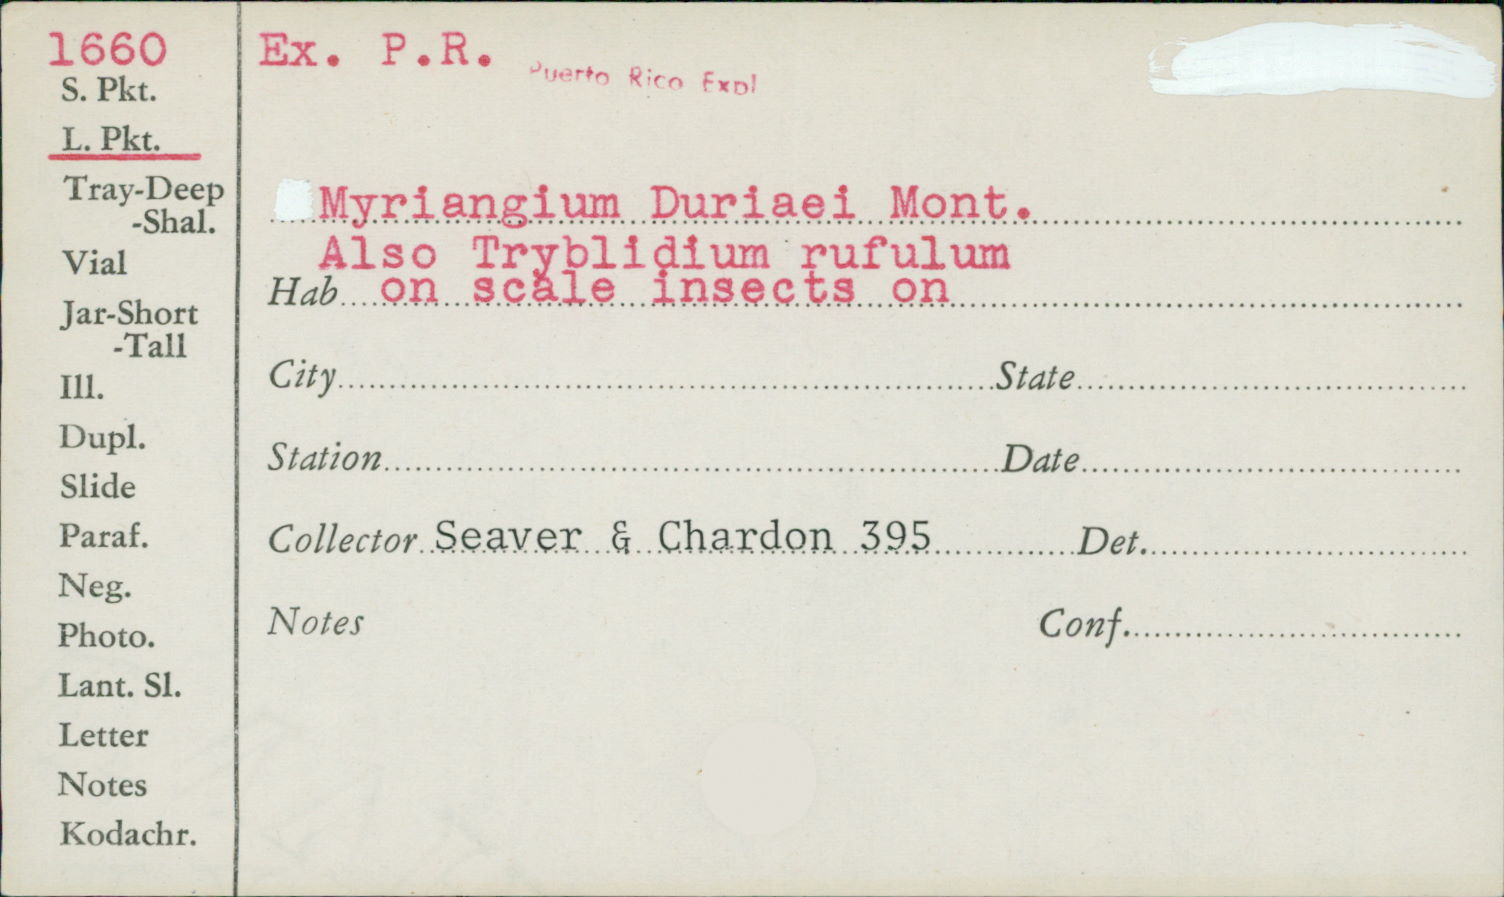 1660
S. Pkt.
L. Pkt.
Tray-Deep
-Shal.
Vial
Jar-Short
-Tall
Ill.
Dupl.
Slide
Paraf.
Neg.
Photo.
Lant. Sl.
Letter
Notes
Kodachr.
Ex. P.R. Puerto Rico Expl
Myriangium Duriaei Mont.
Also Tryblidium rufulum
Hab on scale insects on
City State
Station Date
Collector Seaver & Chardon 395 Det.
Notes Conf.